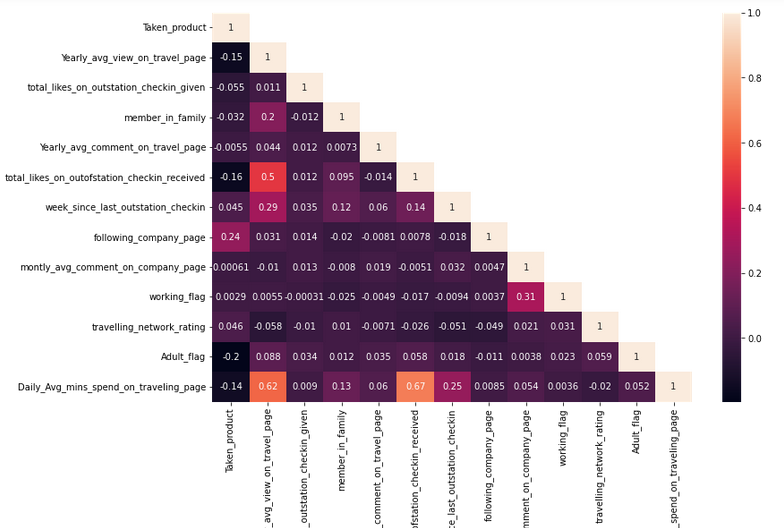 Taken_product 1
Yearly_avg_view_on_travel_page -0.15 1
total_likes_on_outstation_checkin_given -0.055 0.011 1
member_in_family -0.032 0.2 -0.012 1
Yearly_avg_comment_on_travel_page -0.0055 0.044 0.012 0.0073 1
total_likes_on_outofstation_checkin_received -0.16 0.5 0.012 0.095 -0.014 1
week_since_last_outstation_checkin 0.045 0.29 0.035 0.12 0.06 0.14 1
following_company_page 0.24 0.031 0.014 -0.02 -0.0081 0.0078 -0.018 1
montly_avg_comment_on_company_page 0.00061 -0.01 0.013 -0.008 0.019 -0.0051 0.032 0.0047 1
working_flag 0.0029 0.0055 -0.00031 -0.025 -0.0049 -0.017 -0.0094 0.0037 0.31 1
travelling_network_rating 0.046 -0.058 -0.01 0.01 -0.0071 -0.026 -0.051 -0.049 0.021 0.031 1
Adult_flag -0.2 0.088 0.034 0.012 0.035 0.058 0.018 -0.011 0.0038 0.023 0.059 1
Daily_Avg_mins_spend_on_traveling_page -0.14 0.62 0.009 0.13 0.06 0.67 0.25 0.0085 0.054 0.0036 -0.02 0.052 1
Taken_product
_avg_view_on_travel_page
_outstation_checkin_given
member_in_family
comment_on_travel_page
ofstation_checkin_received
ce_last_outstation_checkin
following_company_page
mment_on_company_page
working_flag
travelling_network_rating
Adult_flag
spend_on_traveling_page
1.0
0.8
0.6
0.4
0.2
0.0